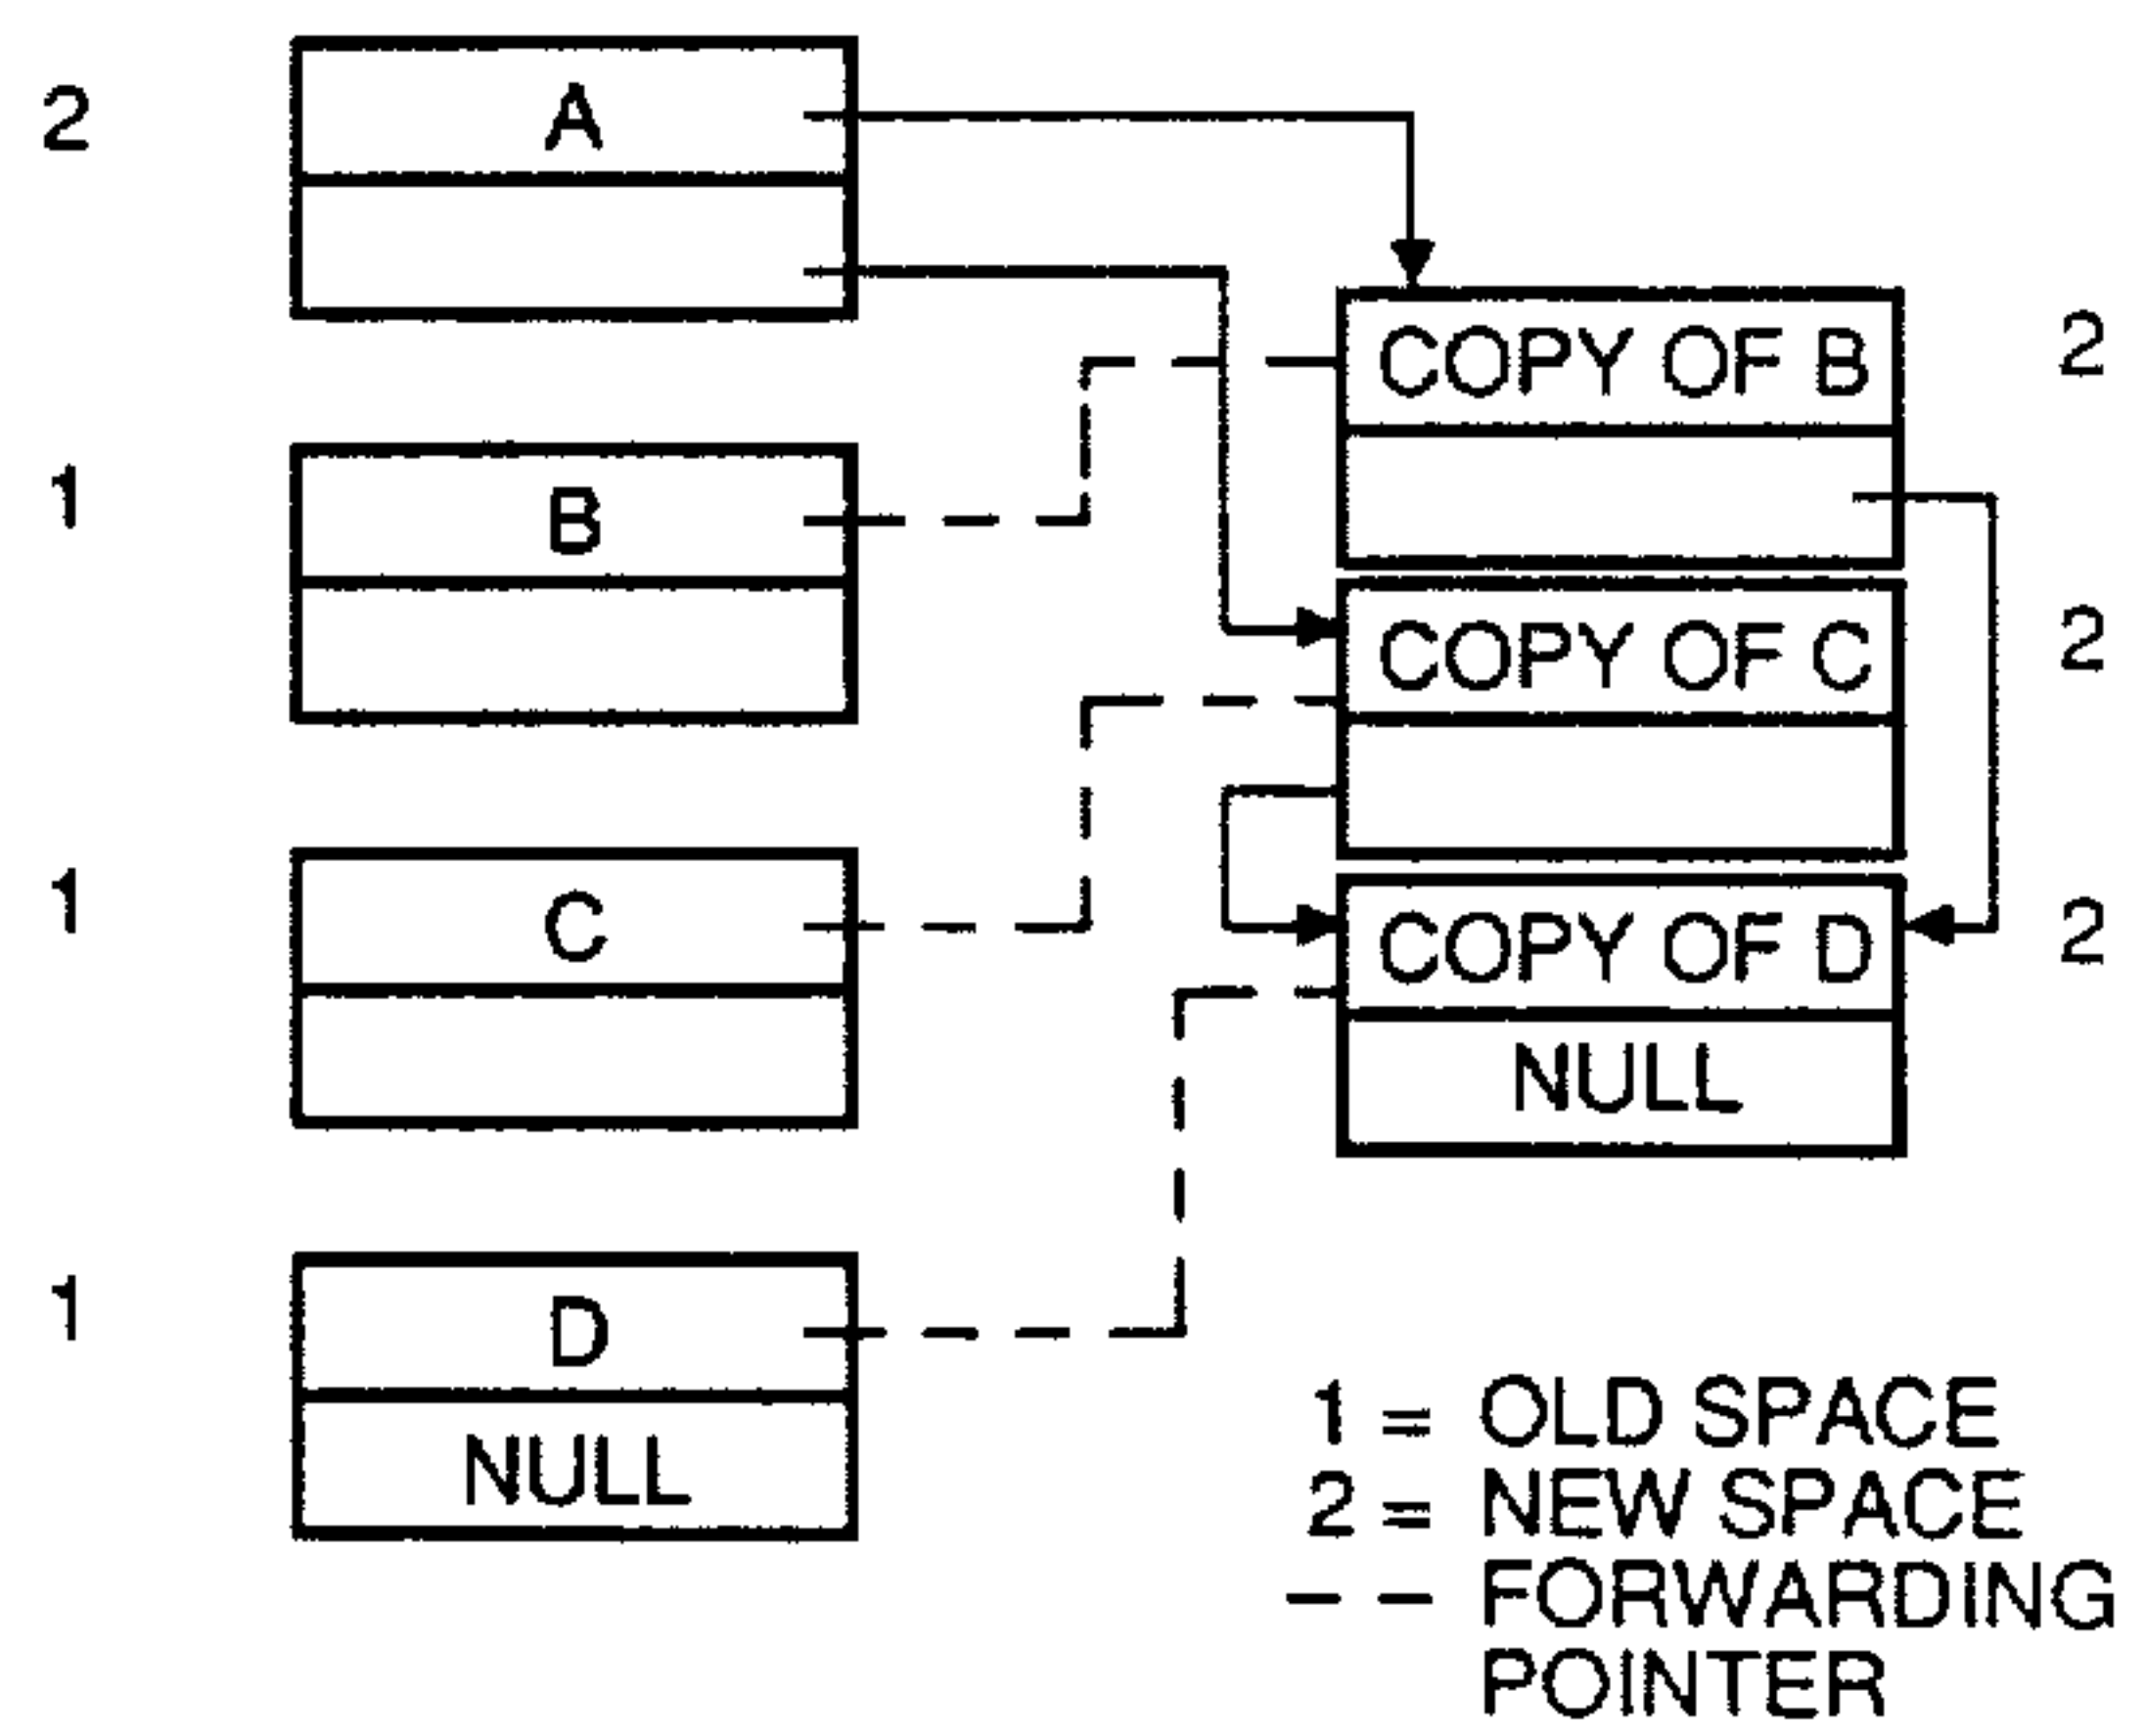 2
A
1
B
1
C
1
D
NULL
COPY OF B
2
COPY OF C
2
COPY OF D
2
NULL
1 = OLD SPACE
2 = NEW SPACE
-- FORWARDING
POINTER